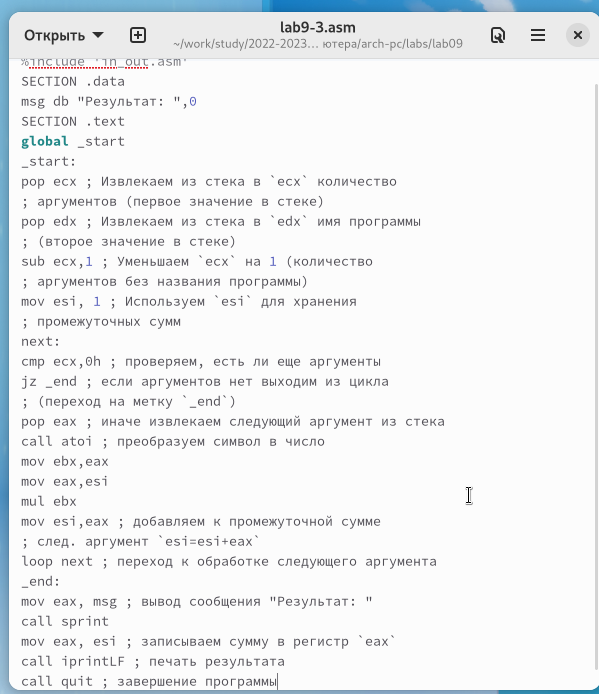 Открыть
lab9-3.asm
~/work/study/2022-2023… ютера/arch-pc/labs/lab09
%include 'in_out.asm'
SECTION .data
msg db "Результат: ",0
SECTION .text
global _start
_start:
pop ecx ; Извлекаем из стека в `ecx` количество
; аргументов (первое значение в стеке)
pop edx ; Извлекаем из стека в `edx` имя программы
; (второе значение в стеке)
sub ecx,1 ; Уменьшаем `ecx` на 1 (количество
; аргументов без названия программы)
mov esi, 1 ; Используем `esi` для хранения
; промежуточных сумм
next:
cmp ecx,0h ; проверяем, есть ли еще аргументы
jz _end ; если аргументов нет выходим из цикла
; (переход на метку `_end`)
pop eax ; иначе извлекаем следующий аргумент из стека
call atoi ; преобразуем символ в число
mov ebx,eax
mov eax,esi
mul ebx
mov esi,eax ; добавляем к промежуточной сумме
; след. аргумент `esi=esi+eax`
loop next ; переход к обработке следующего аргумента
_end:
mov eax, msg ; вывод сообщения "Результат: "
call sprint
mov eax, esi ; записываем сумму в регистр `eax`
call iprintLF ; печать результата
call quit ; завершение программы